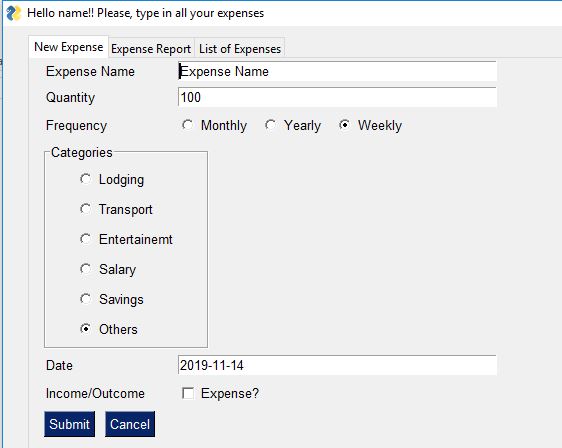 Hello name!! Please, type in all your expenses
New Expense Expense Report List of Expenses
Expense Name Expense Name
Quantity 100
Frequency Monthly Yearly Weekly
Categories
Lodging
Transport
Entertainemt
Salary
Savings
Others
Date 2019-11-14
Income/Outcome Expense?
Submit Cancel